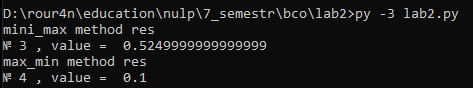 D:\rour4n\education\nulp\7_semestr\bco\lab2>py -3 lab2.py
mini_max method res
№ 3 , value =  0.5249999999999999
max_min method res
№ 4 , value =  0.1